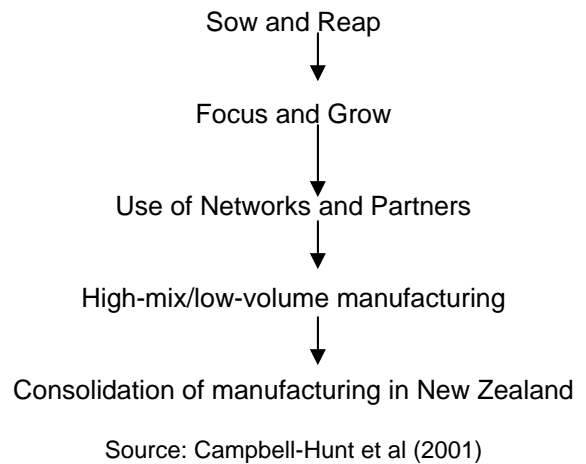 Sow and Reap
Focus and Grow
Use of Networks and Partners
High-mix/low-volume manufacturing
Consolidation of manufacturing in New Zealand
Source: Campbell-Hunt et al (2001)